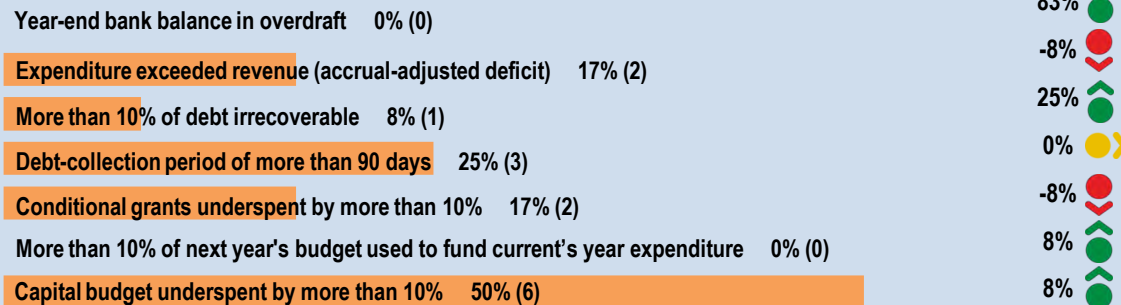 Year-end bank balance in overdraft 0% (0) 83%
Expenditure exceeded revenue (accrual-adjusted deficit) 17% (2) -8%
More than 10% of debt irrecoverable 8% (1) 25%
Debt-collection period of more than 90 days 25% (3) 0%
Conditional grants underspent by more than 10% 17% (2) -8%
More than 10% of next year's budget used to fund current’s year expenditure 0% (0) 8%
Capital budget underspent by more than 10% 50% (6) 8%